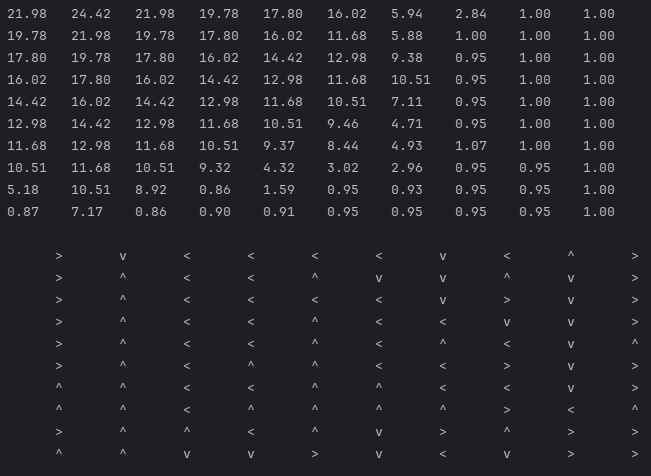 21.98 24.42 21.98 19.78 17.80 16.02 5.94 2.84 1.00 1.00
19.78 21.98 19.78 17.80 16.02 11.68 5.88 1.00 1.00 1.00
17.80 19.78 17.80 16.02 14.42 12.98 9.38 0.95 1.00 1.00
16.02 17.80 16.02 14.42 12.98 11.68 10.51 0.95 1.00 1.00
14.42 16.02 14.42 12.98 11.68 10.51 7.11 0.95 1.00 1.00
12.98 14.42 12.98 11.68 10.51 9.46 4.71 0.95 1.00 1.00
11.68 12.98 11.68 10.51 9.37 8.44 4.93 1.07 1.00 1.00
10.51 11.68 10.51 9.32 4.32 3.02 2.96 0.95 0.95 1.00
5.18 10.51 8.92 0.86 1.59 0.95 0.93 0.95 0.95 1.00
0.87 7.17 0.86 0.90 0.91 0.95 0.95 0.95 0.95 1.00
> v < < < < v < ^ >
> ^ < < ^ v v ^ v >
> ^ < < < < v > v >
> ^ < < ^ < < v v >
> ^ < < ^ < ^ < v ^
> ^ < ^ ^ < < > v >
^ ^ < < ^ ^ < < v >
^ ^ < ^ ^ ^ ^ > < ^
> ^ ^ < ^ v > ^ > >
^ ^ v v > v < v > >